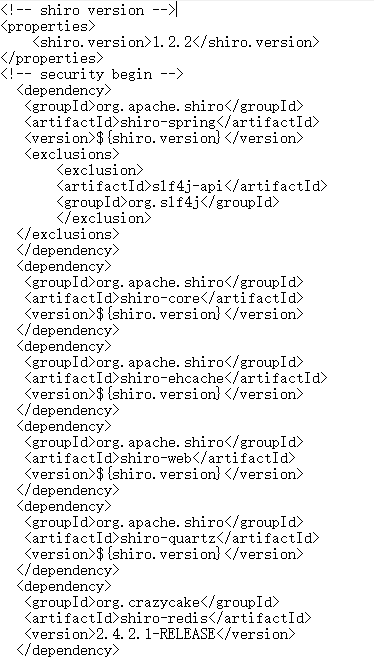 <!-- shiro version -->
<properties>
    <shiro.version>1.2.2</shiro.version>
</properties>
<!-- security begin -->
  <dependency>
   <groupId>org.apache.shiro</groupId>
   <artifactId>shiro-spring</artifactId>
   <version>${shiro.version}</version>
   <exclusions>
       <exclusion>
       <artifactId>slf4j-api</artifactId>
       <groupId>org.slf4j</groupId>
       </exclusion>
  </exclusions>
  </dependency>
  <dependency>
   <groupId>org.apache.shiro</groupId>
   <artifactId>shiro-core</artifactId>
   <version>${shiro.version}</version>
  </dependency>
  <dependency>
   <groupId>org.apache.shiro</groupId>
   <artifactId>shiro-ehcache</artifactId>
   <version>${shiro.version}</version>
  </dependency>
  <dependency>
   <groupId>org.apache.shiro</groupId>
   <artifactId>shiro-web</artifactId>
   <version>${shiro.version}</version>
  </dependency>
  <dependency>
   <groupId>org.apache.shiro</groupId>
   <artifactId>shiro-quartz</artifactId>
   <version>${shiro.version}</version>
  </dependency>
  <dependency>
   <groupId>org.crazycake</groupId>
   <artifactId>shiro-redis</artifactId>
   <version>2.4.2.1-RELEASE</version>
  </dependency>